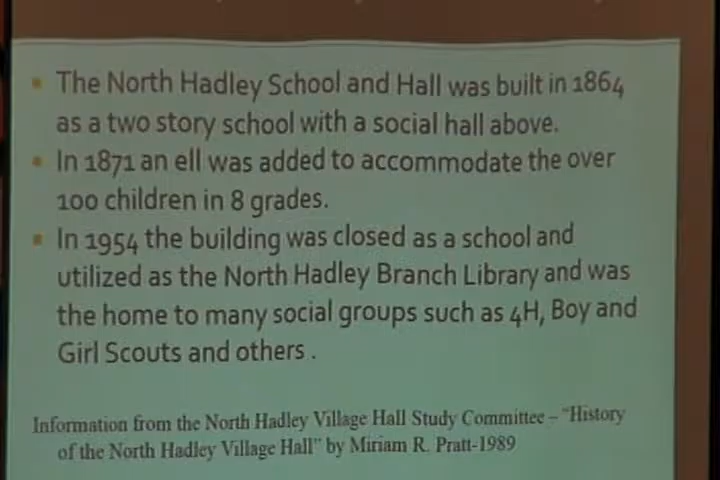 The North Hadley School and Hall was built in 1864
as a two story school with a social hall above.
In 1871 an ell was added to accommodate the over
100 children in 8 grades.
In 1954 the building was closed as a school and
utilized as the North Hadley Branch Library and was
the home to many social groups such as 4H, Boy and
Girl Scouts and others .
Information from the North Hadley Village Hall Study Committee – "History
of the North Hadley Village Hall" by Miriam R. Pratt-1989